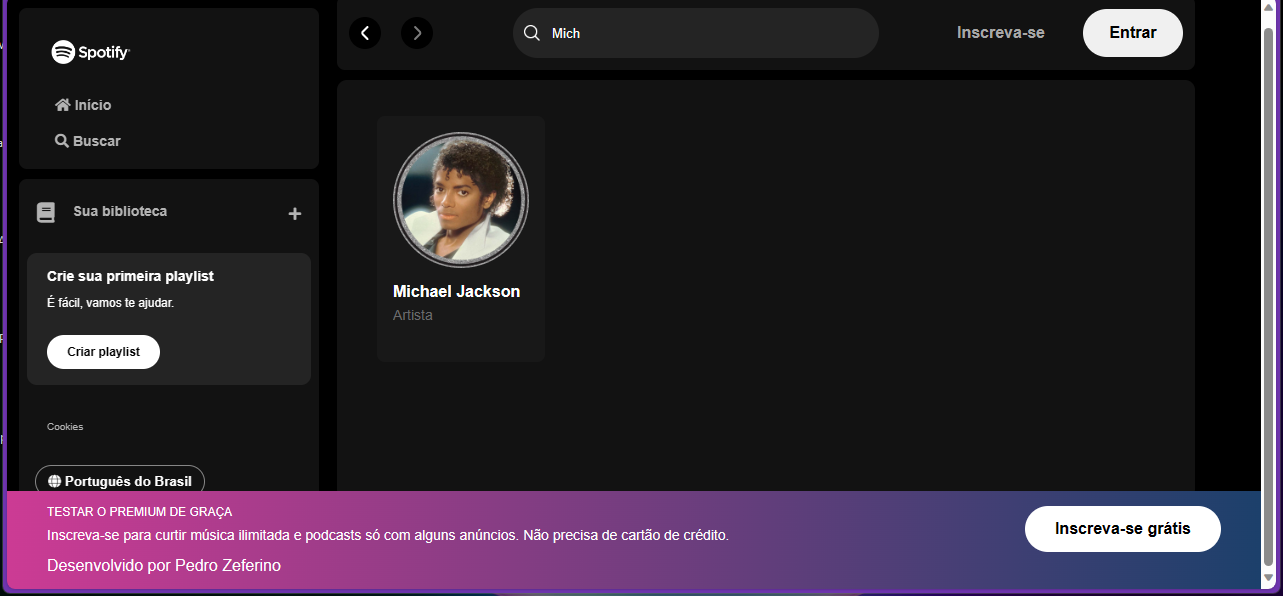 Spotify
Início
Buscar
Sua biblioteca
Crie sua primeira playlist
É fácil, vamos te ajudar.
Criar playlist
Cookies
Português do Brasil
Mich
Inscreva-se
Entrar
Michael Jackson
Artista
TESTAR O PREMIUM DE GRAÇA
Inscreva-se para curtir música ilimitada e podcasts só com alguns anúncios. Não precisa de cartão de crédito.
Desenvolvido por Pedro Zeferino
Inscreva-se grátis